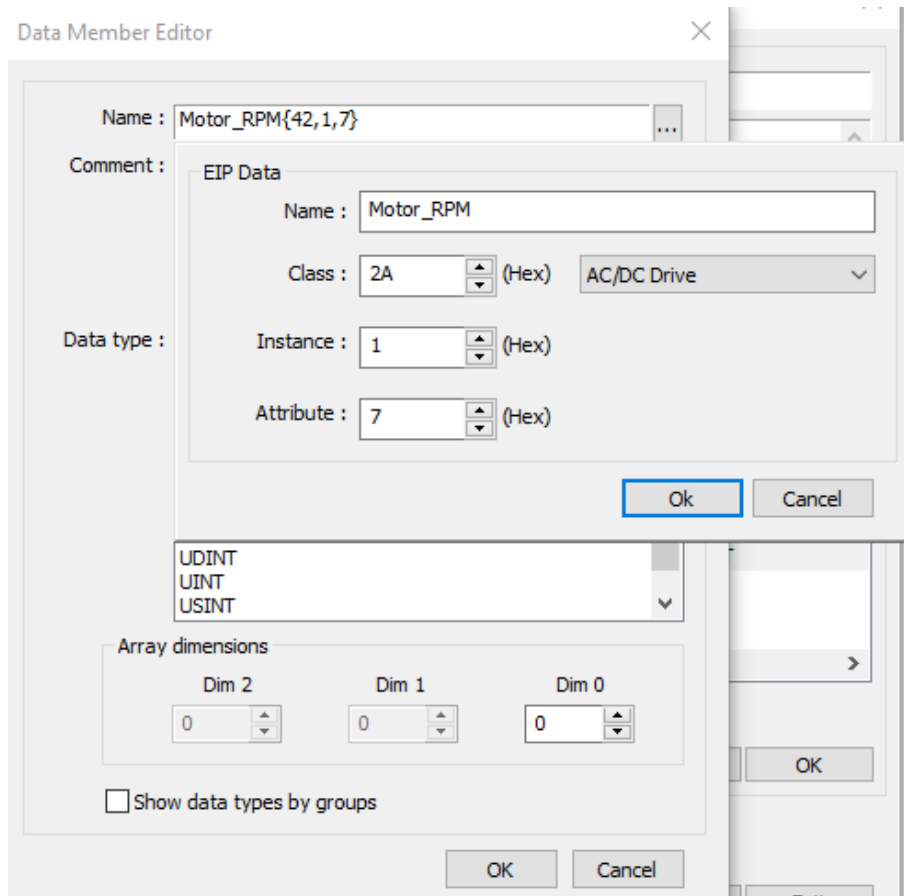 Data Member Editor
Name : Motor_RPM{42,1,7} ...
Comment :
EIP Data
Name : Motor_RPM
Class : 2A (Hex) AC/DC Drive
Data type :
Instance : 1 (Hex)
Attribute : 7 (Hex)
Ok Cancel
UDINT
UINT
USINT
Array dimensions
Dim 2 Dim 1 Dim 0
0 0 0
OK
Show data types by groups
OK Cancel